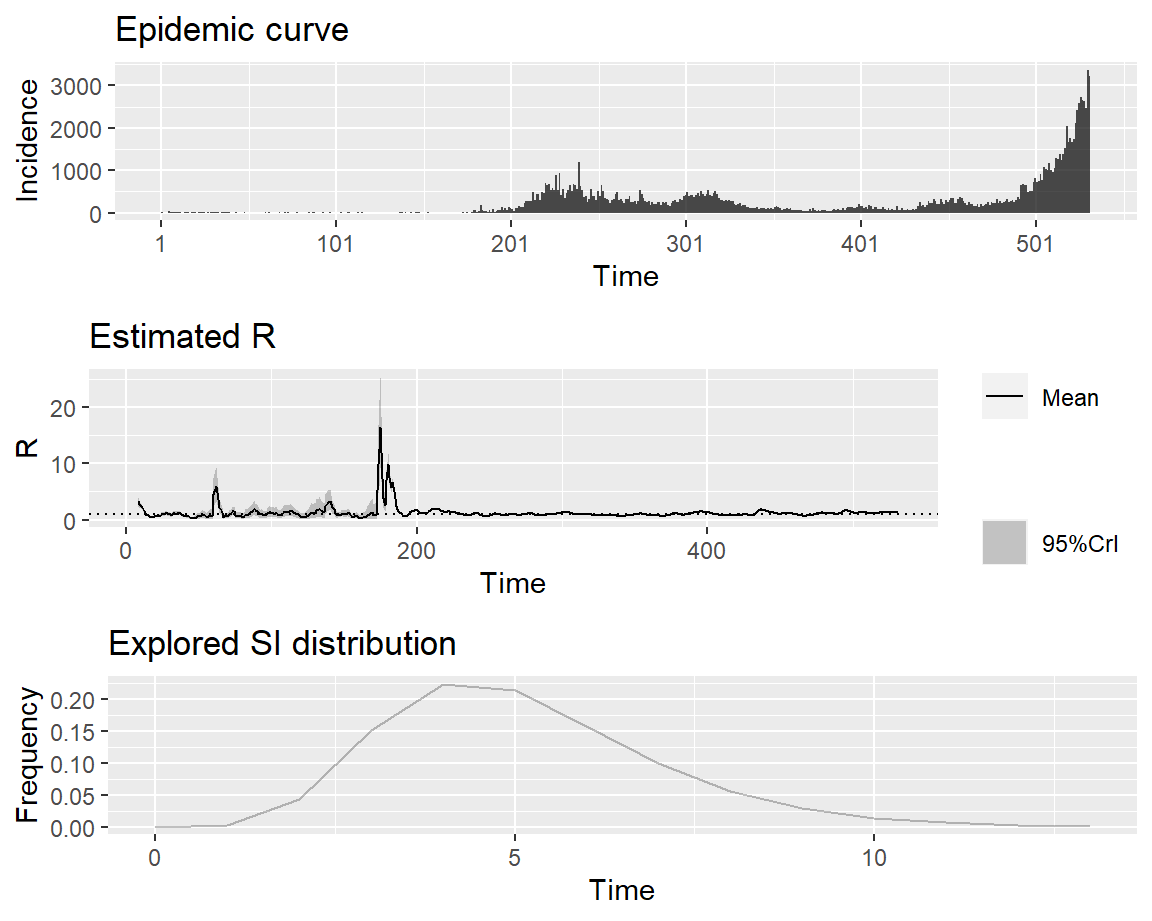 Epidemic curve
3000
2000
1000
0
Incidence
1 101 201 301 401 501
Time
Estimated R
20
10
0
R
0 200 400
Time
Mean
95%CrI
Explored SI distribution
0.20
0.15
0.10
0.05
0.00
Frequency
0 5 10
Time